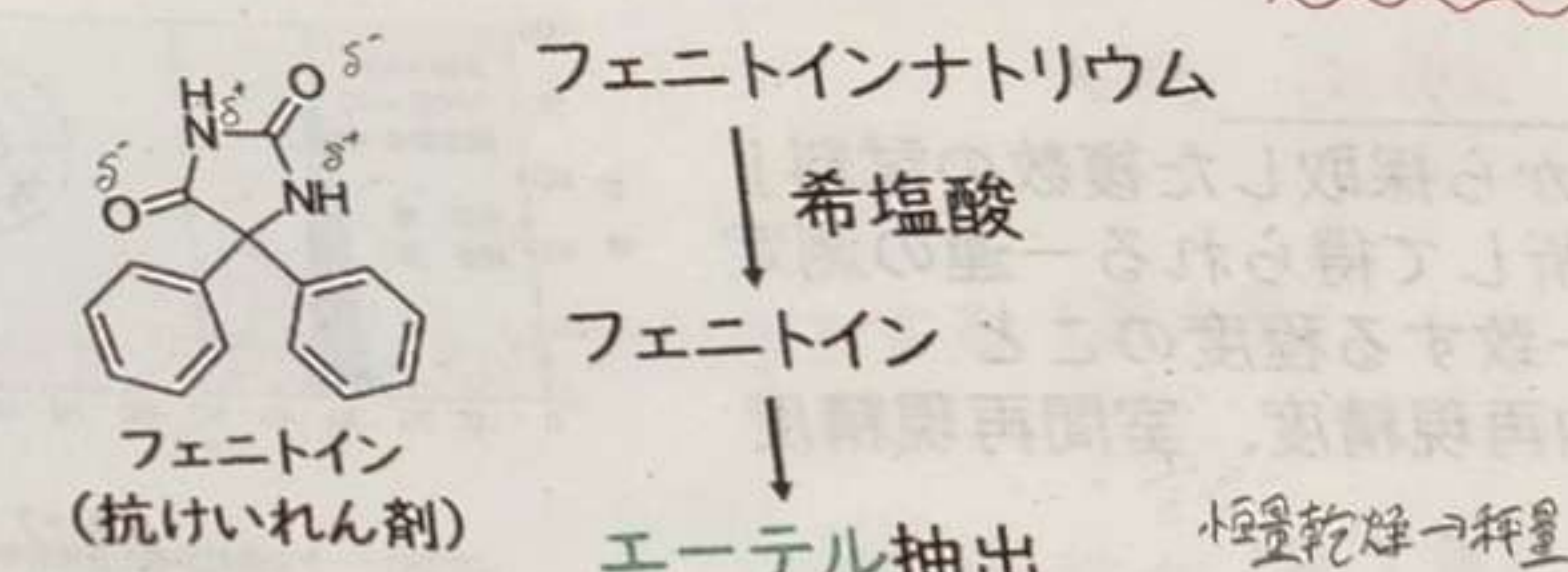 H
O δ⁻
N δ⁺
δ⁻
δ⁺
NH
O
フェニトイン
(抗けいれん剤)
フェニトインナトリウム
希塩酸
フェニトイン
エーテル抽出
恒量乾燥→秤量